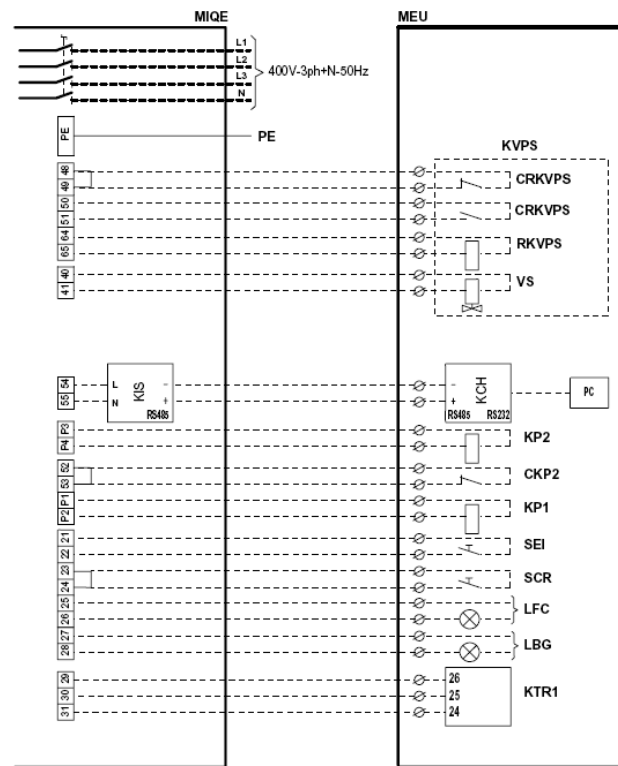 MIQE MEU
L1
L2
L3
N
400V-3ph+N-50Hz
PE PE
KVPS
48
49 CRKVPS
50
51 CRKVPS
64
65 RKVPS
40
41 VS
54 L KIS - - KCH PC
55 N + +
RS485 RS485 RS232
P3
P4 KP2
52
53 CKP2
P1
P2 KP1
21
22 SEI
23
24 SCR
25
26 LFC
27
28 LBG
29 26
30 25 KTR1
31 24